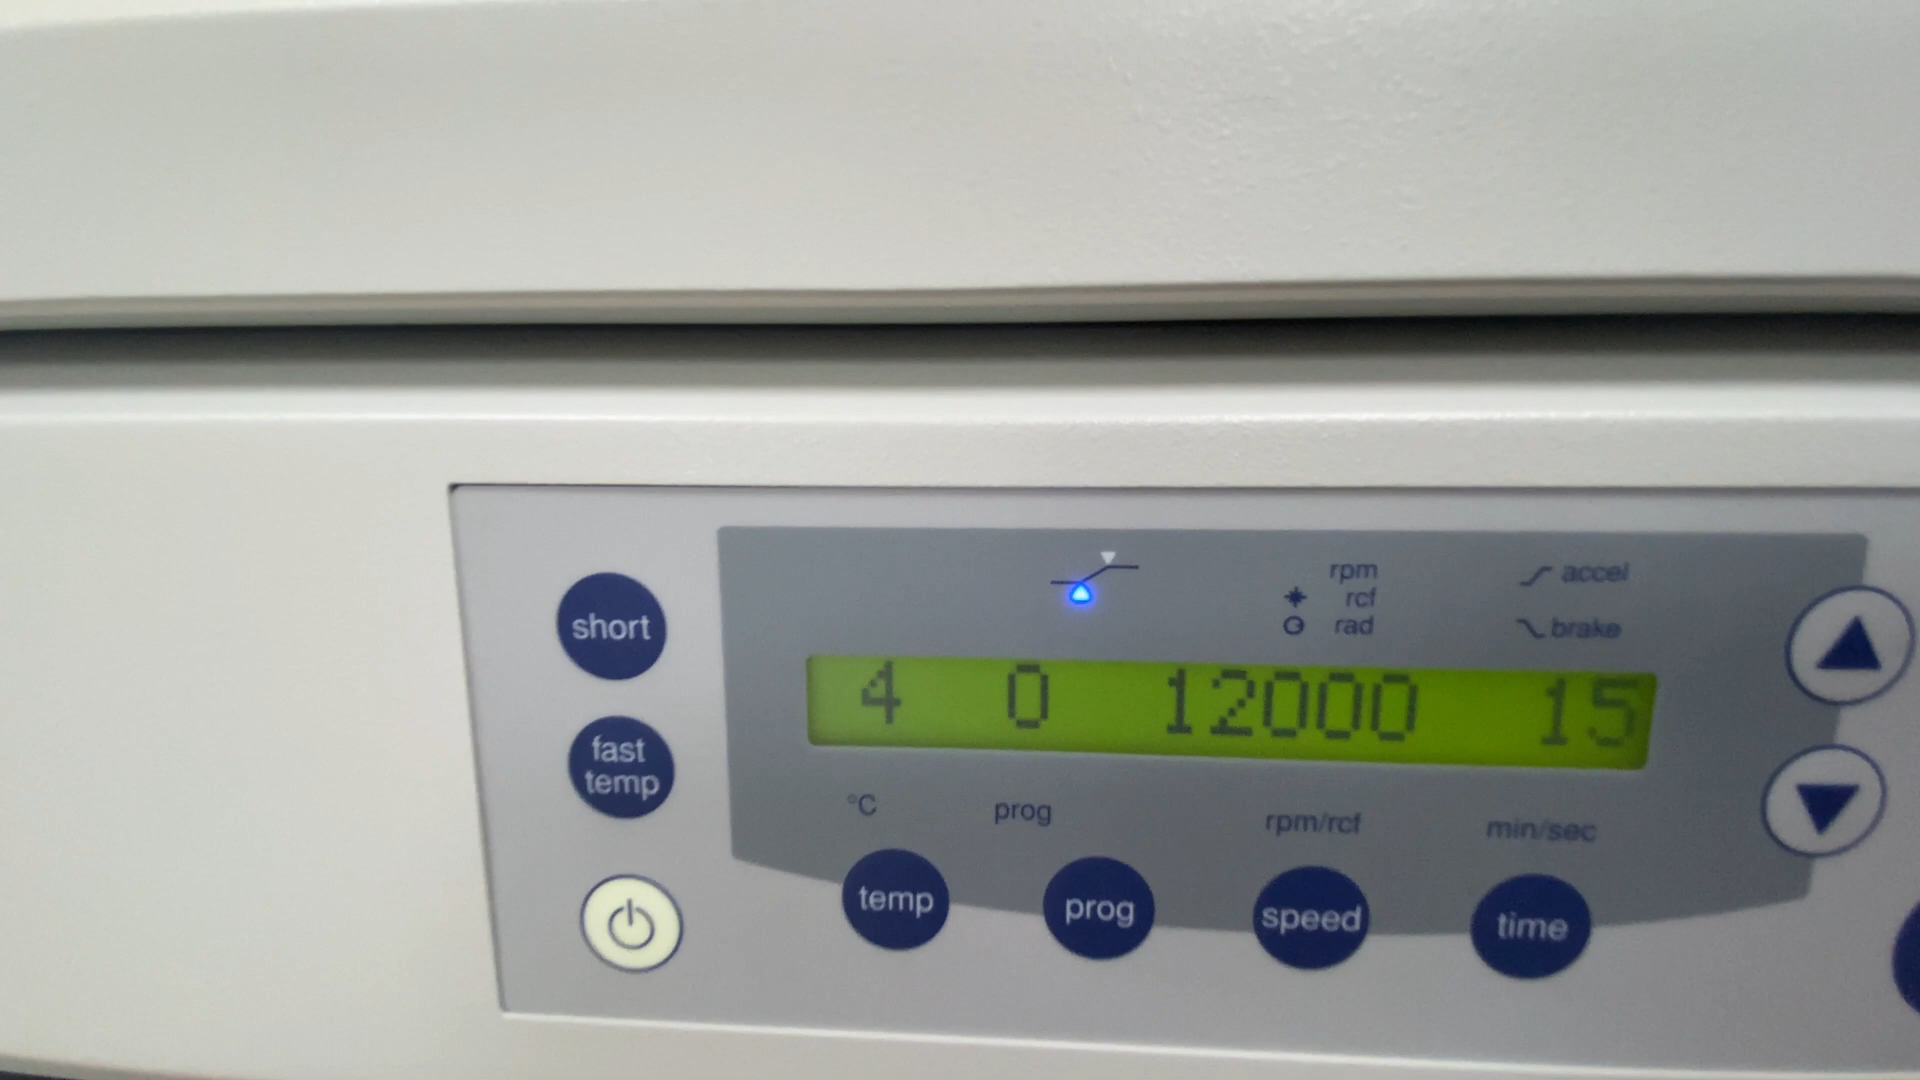 rpm
accel
rcf
rad
brake
short
4 0 12000 15
fast
temp
°C prog rpm/rcf min/sec
temp prog speed time